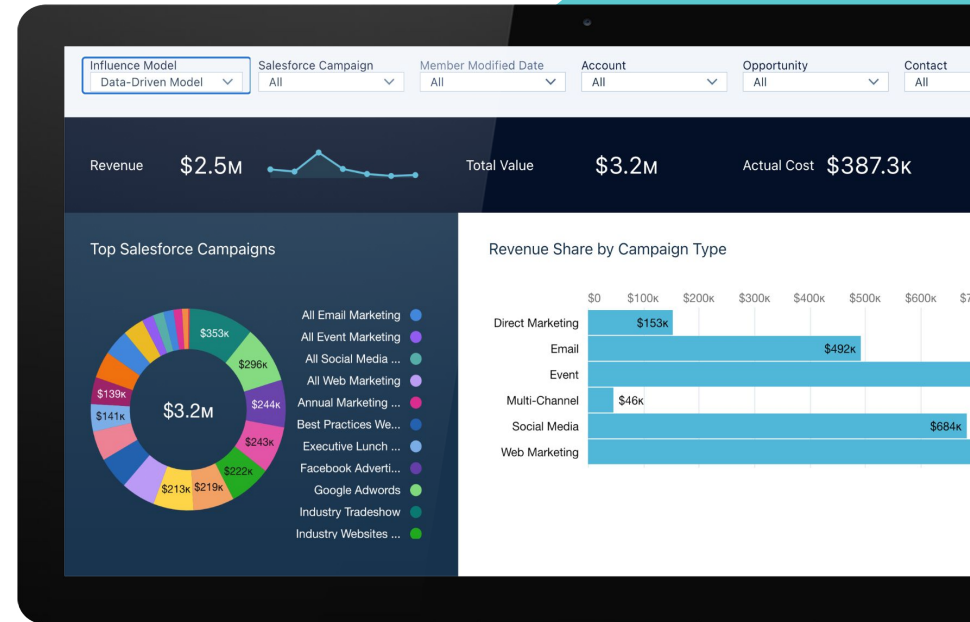 Influence Model
Data-Driven Model
Salesforce Campaign
All
Member Modified Date
All
Account
All
Opportunity
All
Contact
All
Revenue
$2.5M
Total Value
$3.2M
Actual Cost
$387.3K
Top Salesforce Campaigns
$353K
$296K
$244K
$243K
$222K
$219K
$213K
$141K
$139K
$3.2M
All Email Marketing
All Event Marketing
All Social Media ...
All Web Marketing
Annual Marketing ...
Best Practices We...
Executive Lunch ...
Facebook Adverti...
Google Adwords
Industry Tradeshow
Industry Websites ...
Revenue Share by Campaign Type
$0 $100K $200K $300K $400K $500K $600K $7
Direct Marketing $153K
Email $492K
Event
Multi-Channel $46K
Social Media $684K
Web Marketing